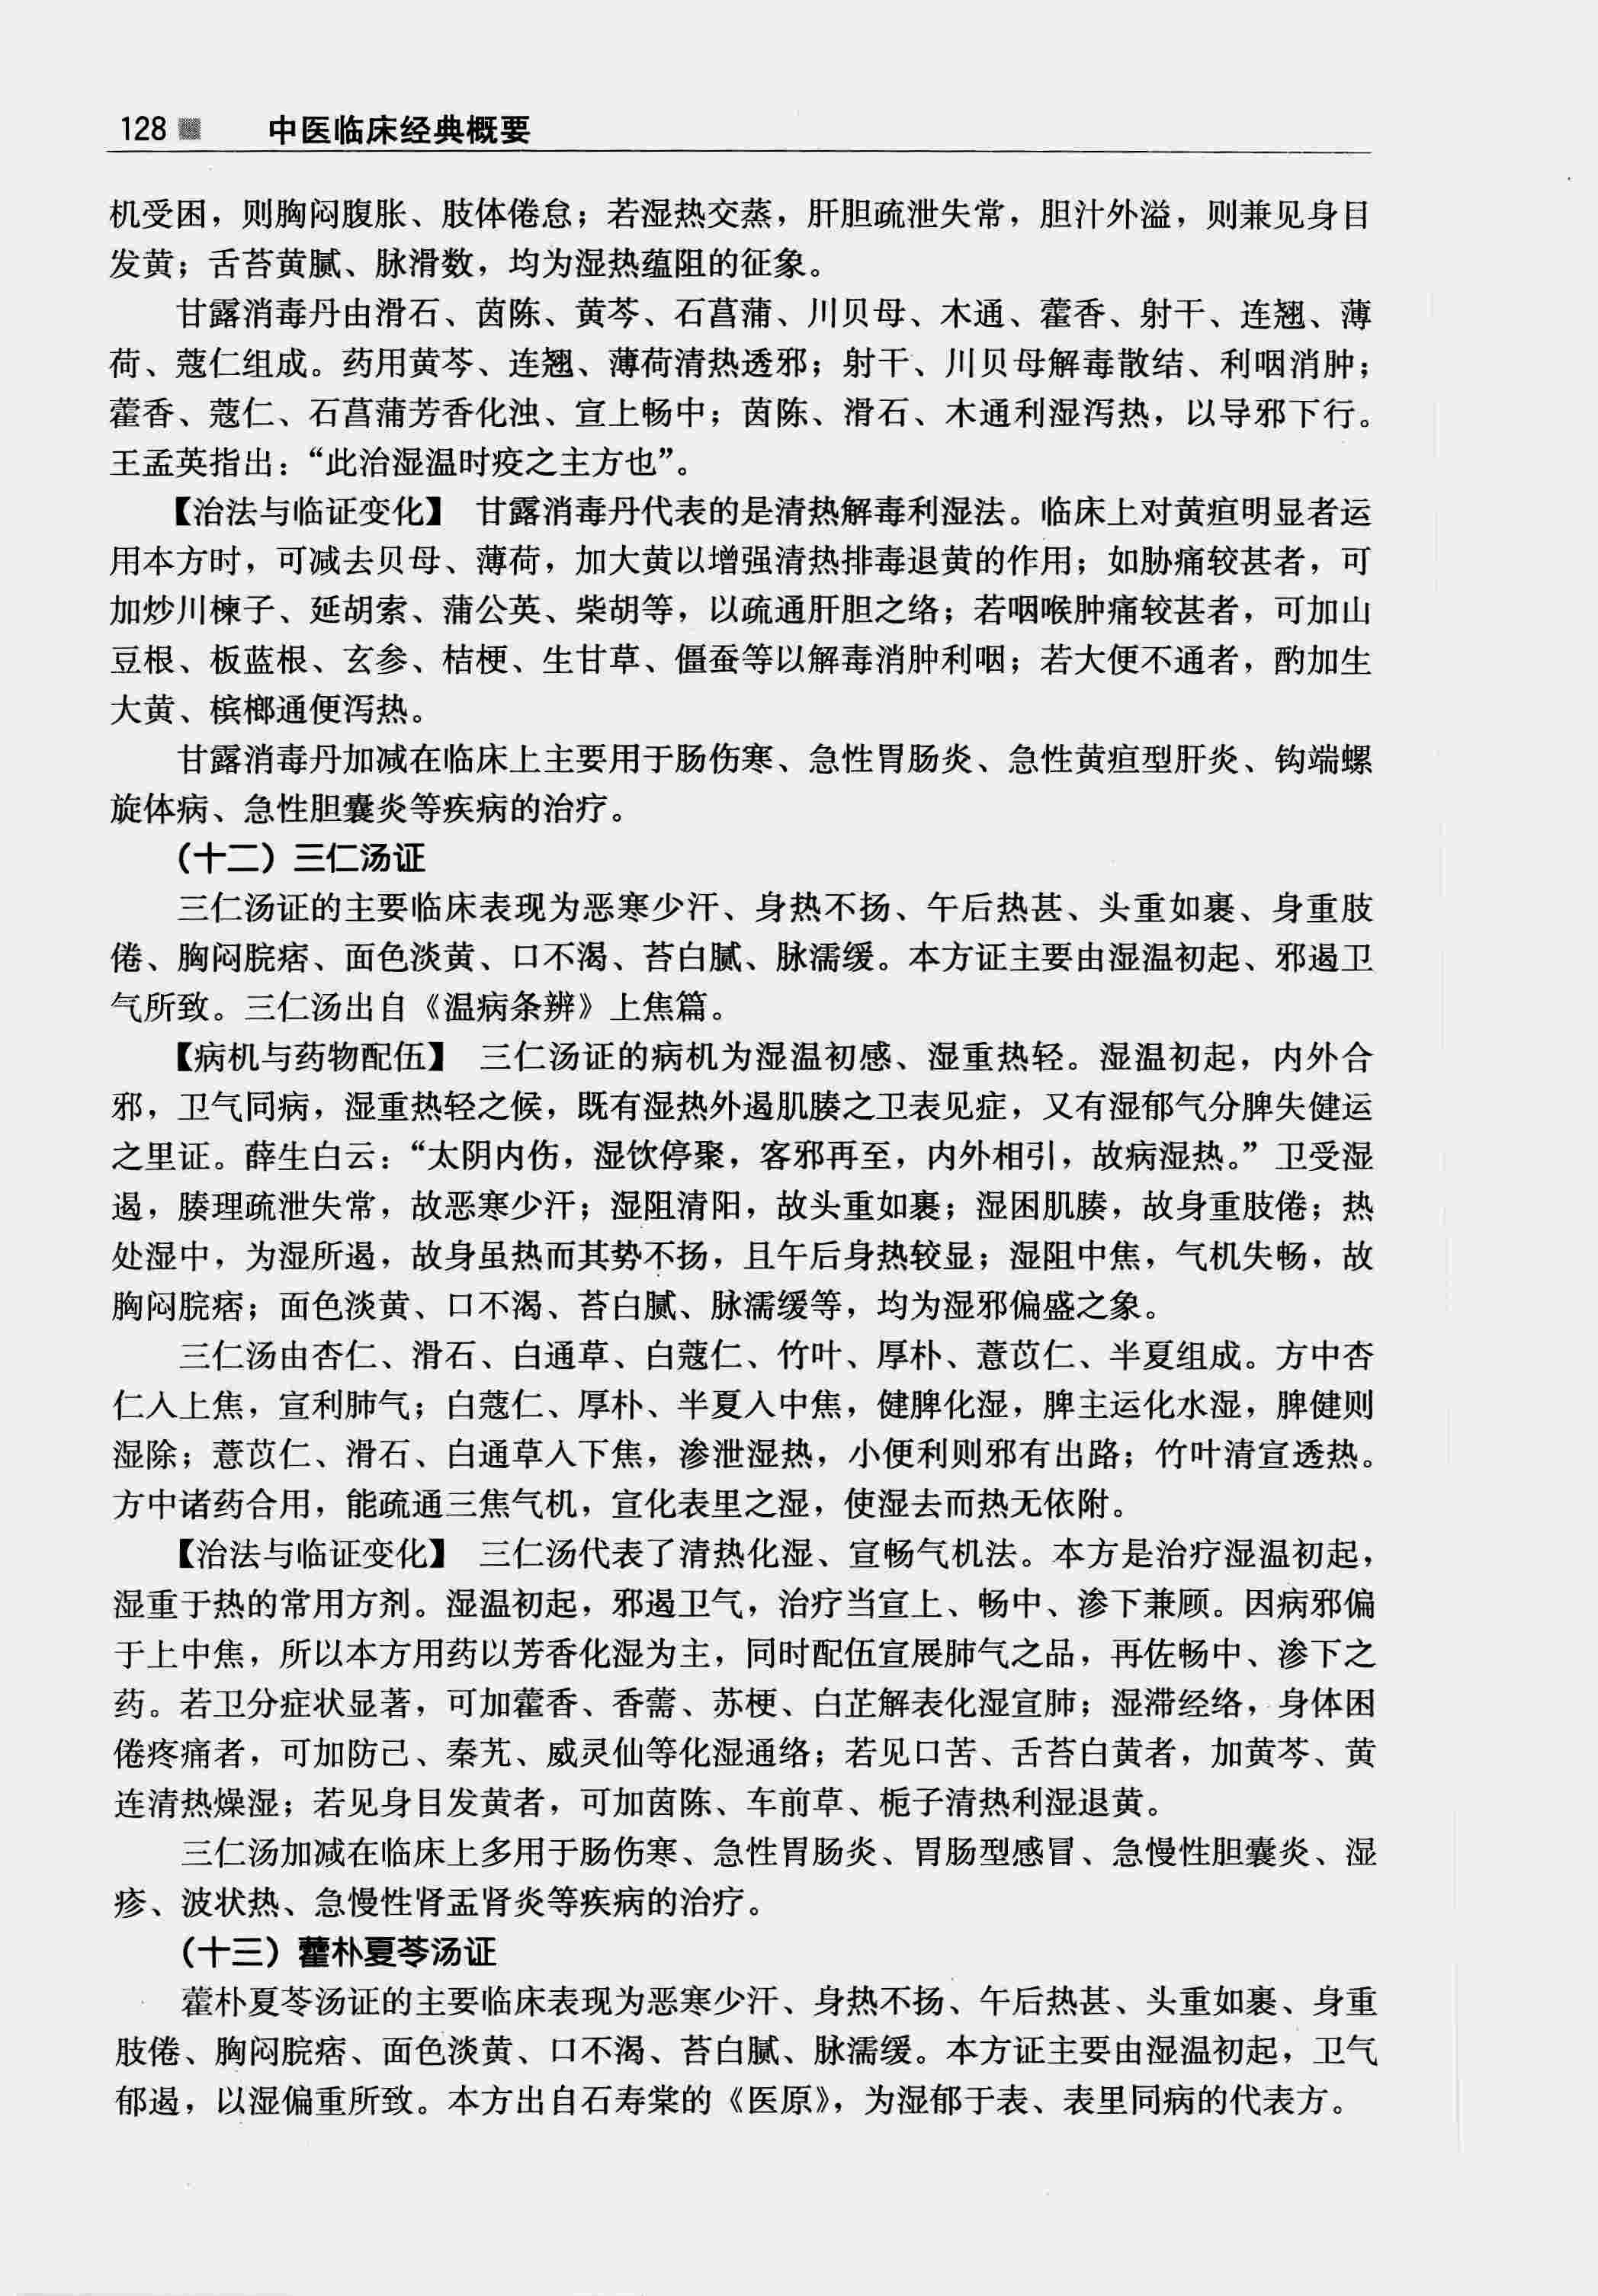 128 中医临床经典概要
机受困，则胸闷腹胀、肢体倦怠；若湿热交蒸，肝胆疏泄失常，胆汁外溢，则兼见身目
发黄；舌苔黄腻、脉滑数，均为湿热蕴阻的征象。
甘露消毒丹由滑石、茵陈、黄芩、石菖蒲、川贝母、木通、藿香、射干、连翘、薄
荷、蔻仁组成。药用黄芩、连翘、薄荷清热透邪；射干、川贝母解毒散结、利咽消肿；
藿香、蔻仁、石菖蒲芳香化浊、宣上畅中；茵陈、滑石、木通利湿泻热，以导邪下行。
王孟英指出：“此治湿温时疫之主方也”。
【治法与临证变化】 甘露消毒丹代表的是清热解毒利湿法。临床上对黄疸明显者运
用本方时，可减去贝母、薄荷，加大黄以增强清热排毒退黄的作用；如胁痛较甚者，可
加炒川楝子、延胡索、蒲公英、柴胡等，以疏通肝胆之络；若咽喉肿痛较甚者，可加山
豆根、板蓝根、玄参、桔梗、生甘草、僵蚕等以解毒消肿利咽；若大便不通者，酌加生
大黄、槟榔通便泻热。
甘露消毒丹加减在临床上主要用于肠伤寒、急性胃肠炎、急性黄疸型肝炎、钩端螺
旋体病、急性胆囊炎等疾病的治疗。
（十二）三仁汤证
三仁汤证的主要临床表现为恶寒少汗、身热不扬、午后热甚、头重如裹、身重肢
倦、胸闷脘痞、面色淡黄、口不渴、苔白腻、脉濡缓。本方证主要由湿温初起、邪遏卫
气所致。三仁汤出自《温病条辨》上焦篇。
【病机与药物配伍】 三仁汤证的病机为湿温初感、湿重热轻。湿温初起，内外合
邪，卫气同病，湿重热轻之候，既有湿热外遏肌腠之卫表见症，又有湿郁气分脾失健运
之里证。薛生白云：“太阴内伤，湿饮停聚，客邪再至，内外相引，故病湿热。”卫受湿
遏，腠理疏泄失常，故恶寒少汗；湿阻清阳，故头重如裹；湿困肌腠，故身重肢倦；热
处湿中，为湿所遏，故身虽热而其势不扬，且午后身热较显；湿阻中焦，气机失畅，故
胸闷脘痞；面色淡黄、口不渴、苔白腻、脉濡缓等，均为湿邪偏盛之象。
三仁汤由杏仁、滑石、白通草、白蔻仁、竹叶、厚朴、薏苡仁、半夏组成。方中杏
仁入上焦，宣利肺气；白蔻仁、厚朴、半夏入中焦，健脾化湿，脾主运化水湿，脾健则
湿除；薏苡仁、滑石、白通草入下焦，渗泄湿热，小便利则邪有出路；竹叶清宣透热。
方中诸药合用，能疏通三焦气机，宣化表里之湿，使湿去而热无依附。
【治法与临证变化】 三仁汤代表了清热化湿、宣畅气机法。本方是治疗湿温初起，
湿重于热的常用方剂。湿温初起，邪遏卫气，治疗当宣上、畅中、渗下兼顾。因病邪偏
于上中焦，所以本方用药以芳香化湿为主，同时配伍宣展肺气之品，再佐畅中、渗下之
药。若卫分症状显著，可加藿香、香薷、苏梗、白芷解表化湿宣肺；湿滞经络，身体困
倦疼痛者，可加防己、秦艽、威灵仙等化湿通络；若见口苦、舌苔白黄者，加黄芩、黄
连清热燥湿；若见身目发黄者，可加茵陈、车前草、栀子清热利湿退黄。
三仁汤加减在临床上多用于肠伤寒、急性胃肠炎、胃肠型感冒、急慢性胆囊炎、湿
疹、波状热、急慢性肾盂肾炎等疾病的治疗。
（十三）藿朴夏苓汤证
藿朴夏苓汤证的主要临床表现为恶寒少汗、身热不扬、午后热甚、头重如裹、身重
肢倦、胸闷脘痞、面色淡黄、口不渴、苔白腻、脉濡缓。本方证主要由湿温初起，卫气
郁遏，以湿偏重所致。本方出自石寿棠的《医原》，为湿郁于表、表里同病的代表方。